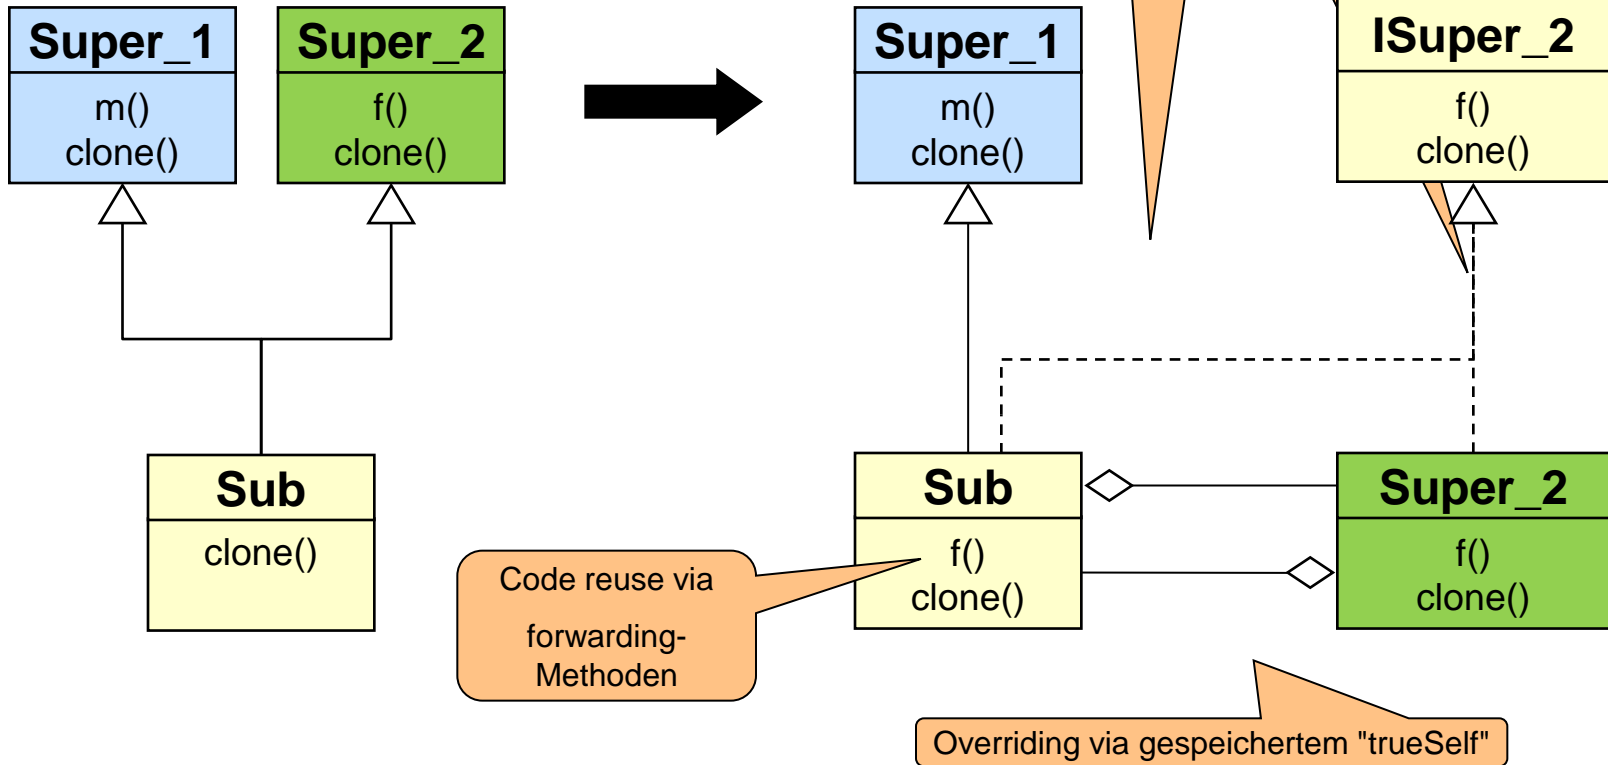 Super_1
m()
clone()
Super_2
f()
clone()
Sub
clone()
Super_1
m()
clone()
ISuper_2
f()
clone()
Sub
f()
clone()
Super_2
f()
clone()
Code reuse via
forwarding-
Methoden
Overriding via gespeichertem "trueSelf"